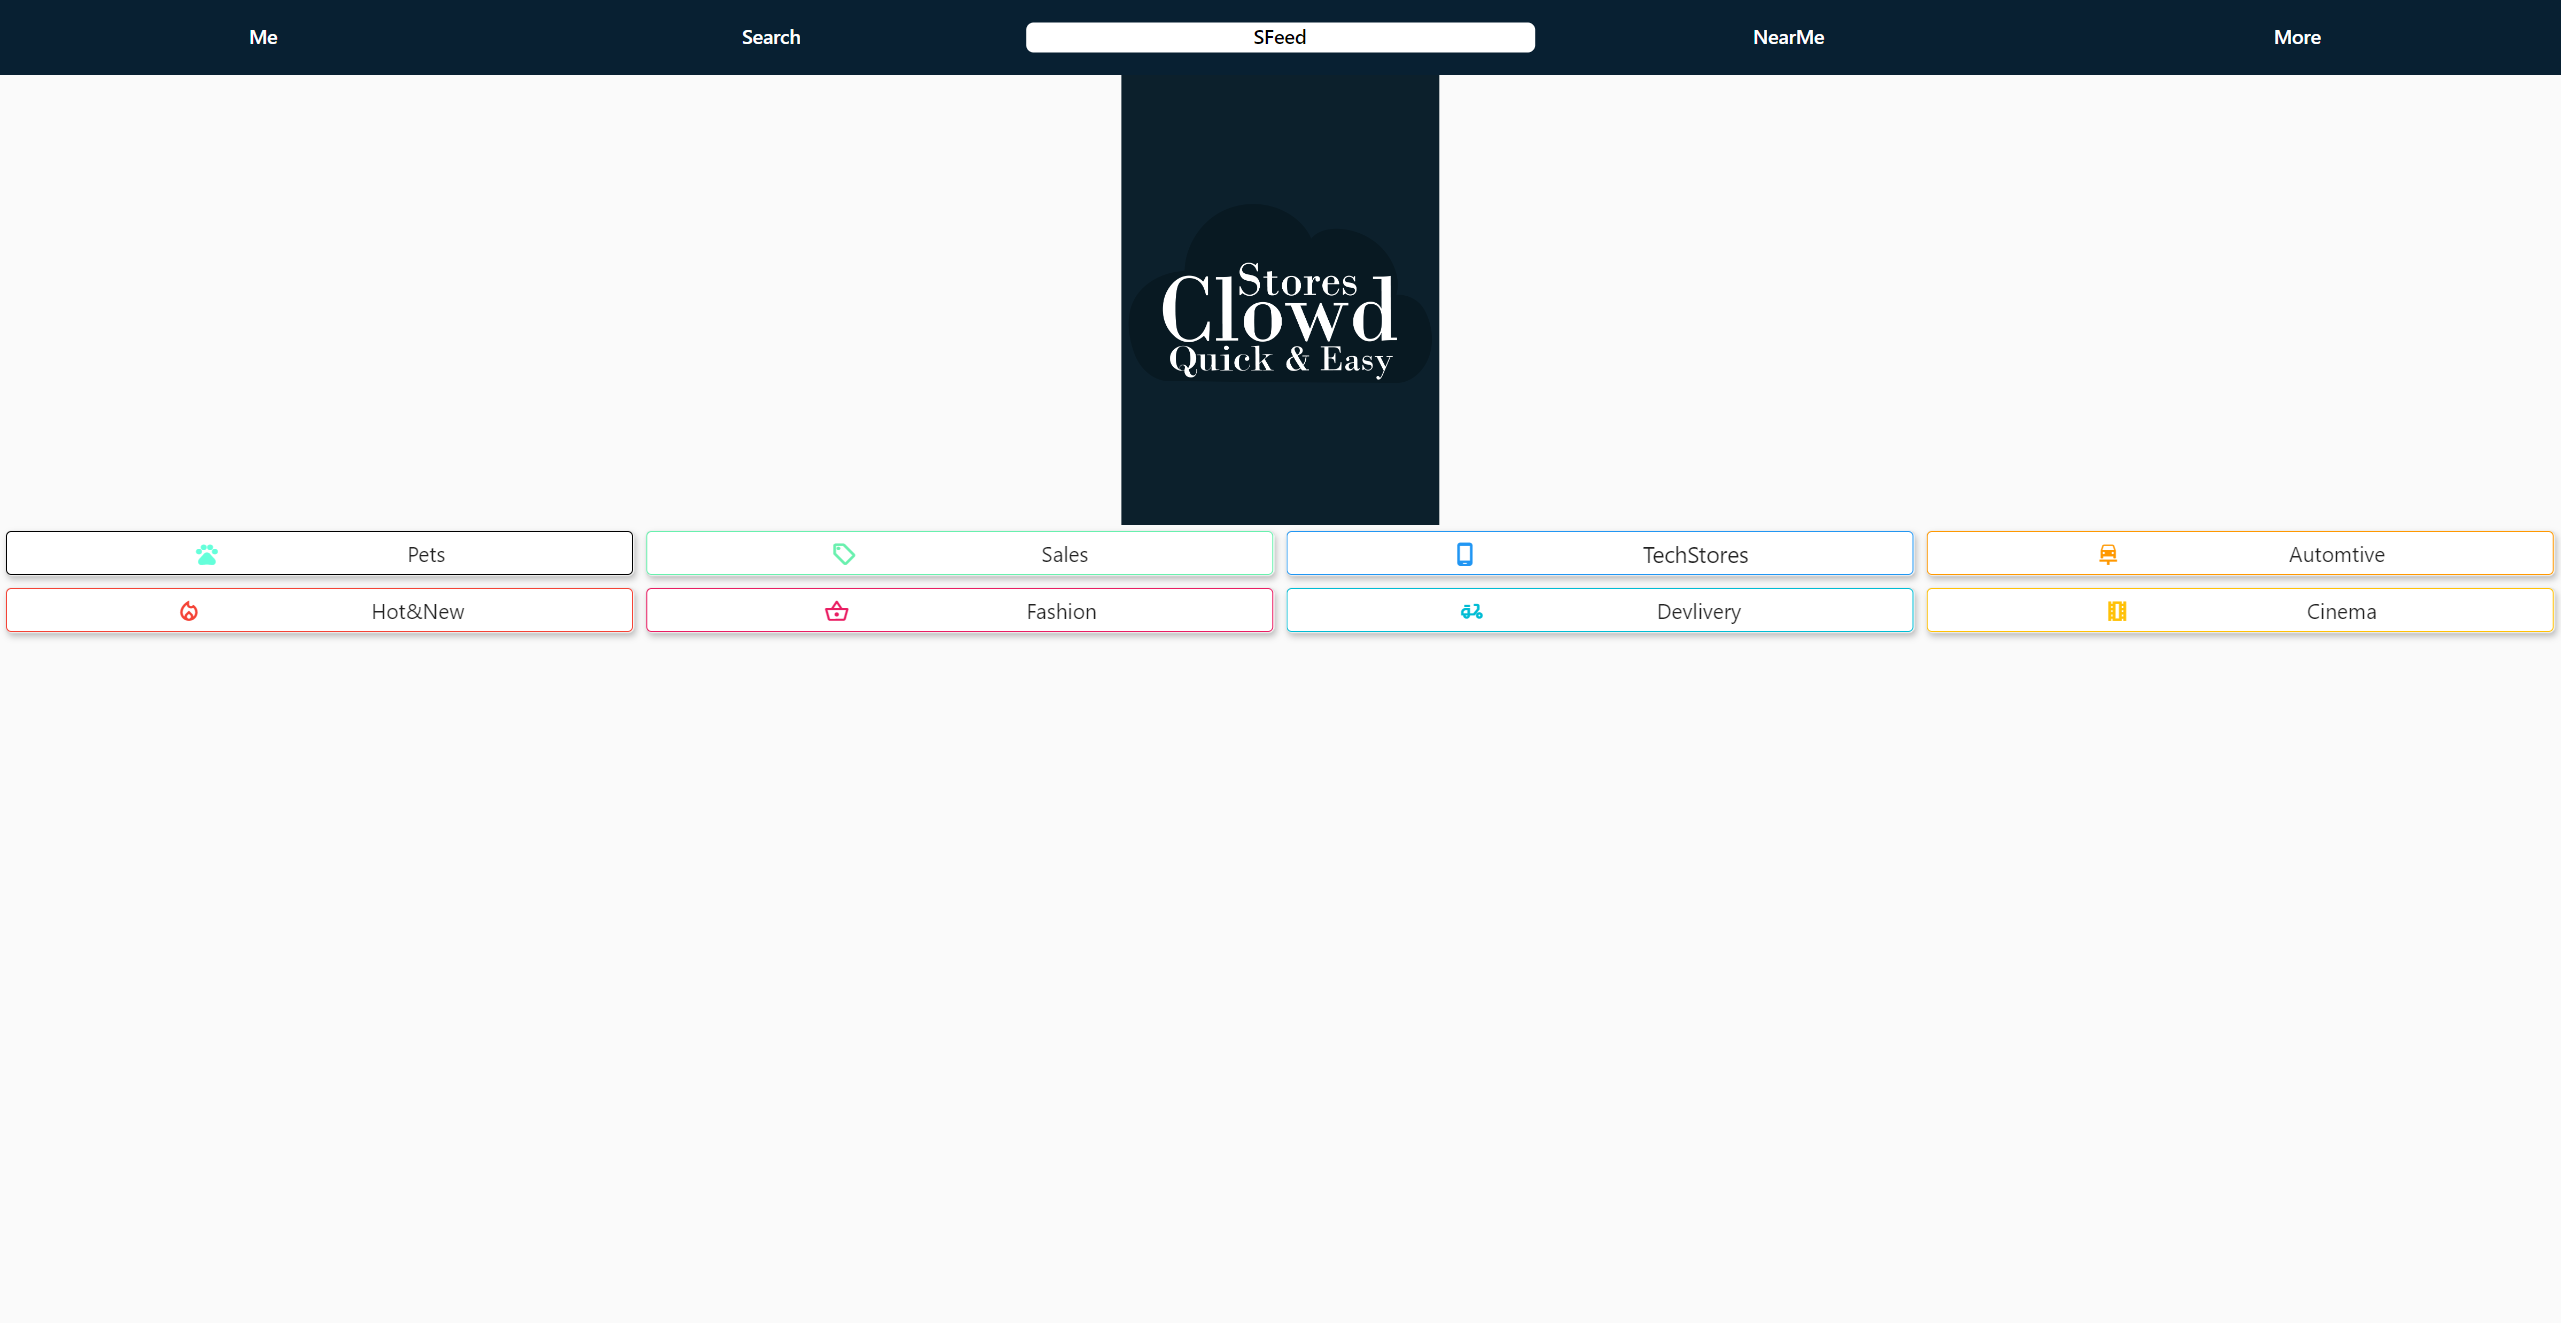 Me Search SFeed NearMe More
Stores
Clowd
Quick & Easy
Pets Sales TechStores Automtive
Hot&New Fashion Devlivery Cinema